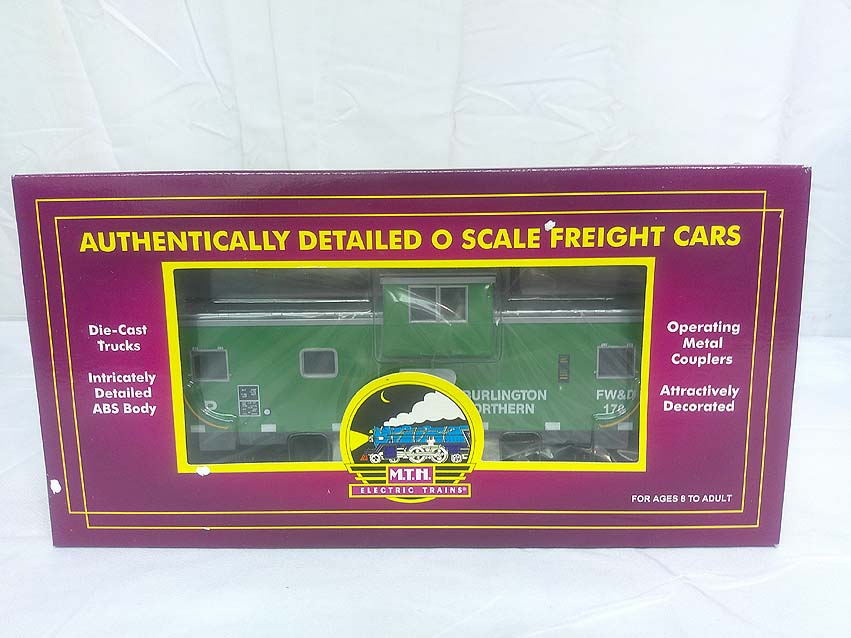 AUTHENTICALLY DETAILED O SCALE FREIGHT CARS
Die-Cast
Trucks
Intricately
Detailed
ABS Body
Operating
Metal
Couplers
Attractively
Decorated
BURLINGTON
NORTHERN
FW&D
178
M.T.H.
ELECTRIC TRAINS®
FOR AGES 8 TO ADULT